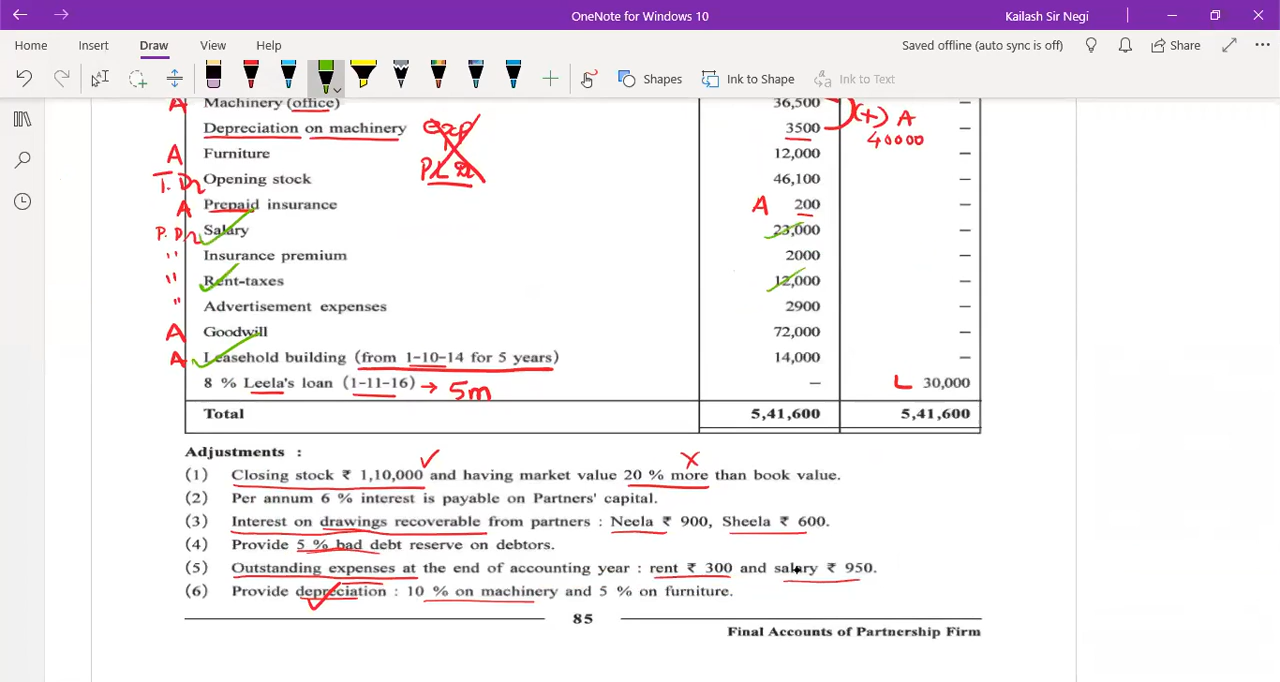 OneNote for Windows 10
Kailash Sir Negi
Home Insert Draw View Help
Saved offline (auto sync is off) Share
Shapes Ink to Shape Ink to Text
A Machinery (office) 36,500 –
Depreciation on machinery exp 3500 (+) A –
40000
A Furniture P/L Dr 12,000 –
T. Dr Opening stock 46,100 –
A Prepaid insurance A 200 –
P. Dr Salary 23,000 –
" Insurance premium 2000 –
" Rent-taxes 12,000 –
" Advertisement expenses 2900 –
A Goodwill 72,000 –
A Leasehold building (from 1-10-14 for 5 years) 14,000 –
8 % Leela's loan (1-11-16) → 5m – L 30,000
Total 5,41,600 5,41,600
Adjustments :
(1) Closing stock ₹ 1,10,000 and having market value 20 % more than book value.
(2) Per annum 6 % interest is payable on Partners' capital.
(3) Interest on drawings recoverable from partners : Neela ₹ 900, Sheela ₹ 600.
(4) Provide 5 % bad debt reserve on debtors.
(5) Outstanding expenses at the end of accounting year : rent ₹ 300 and salary ₹ 950.
(6) Provide depreciation : 10 % on machinery and 5 % on furniture.
85
Final Accounts of Partnership Firm